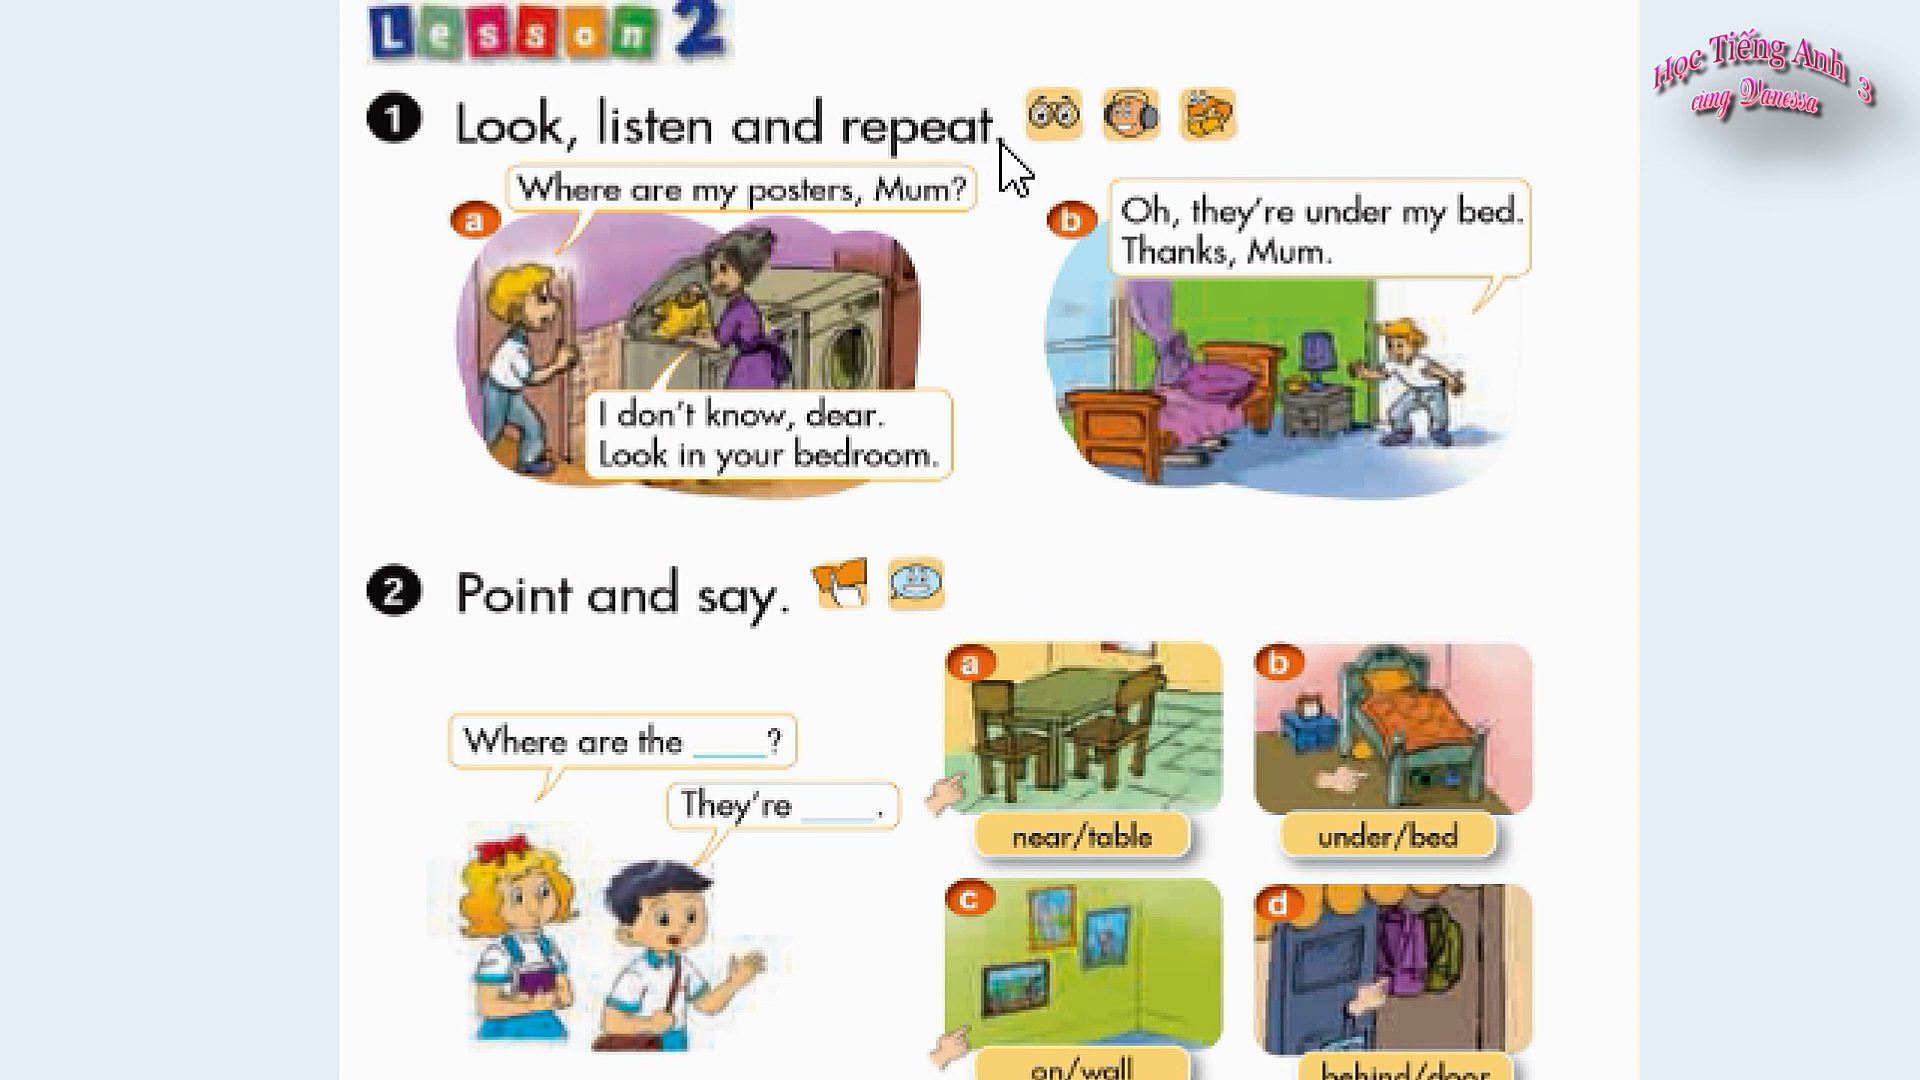 Lesson 2
Học Tiếng Anh 3
cùng Vanessa
1 Look, listen and repeat.
a
Where are my posters, Mum?
I don't know, dear.
Look in your bedroom.
b
Oh, they're under my bed.
Thanks, Mum.
2 Point and say.
Where are the ____?
They're ____.
a
near/table
b
under/bed
c
on/wall
d
behind/door